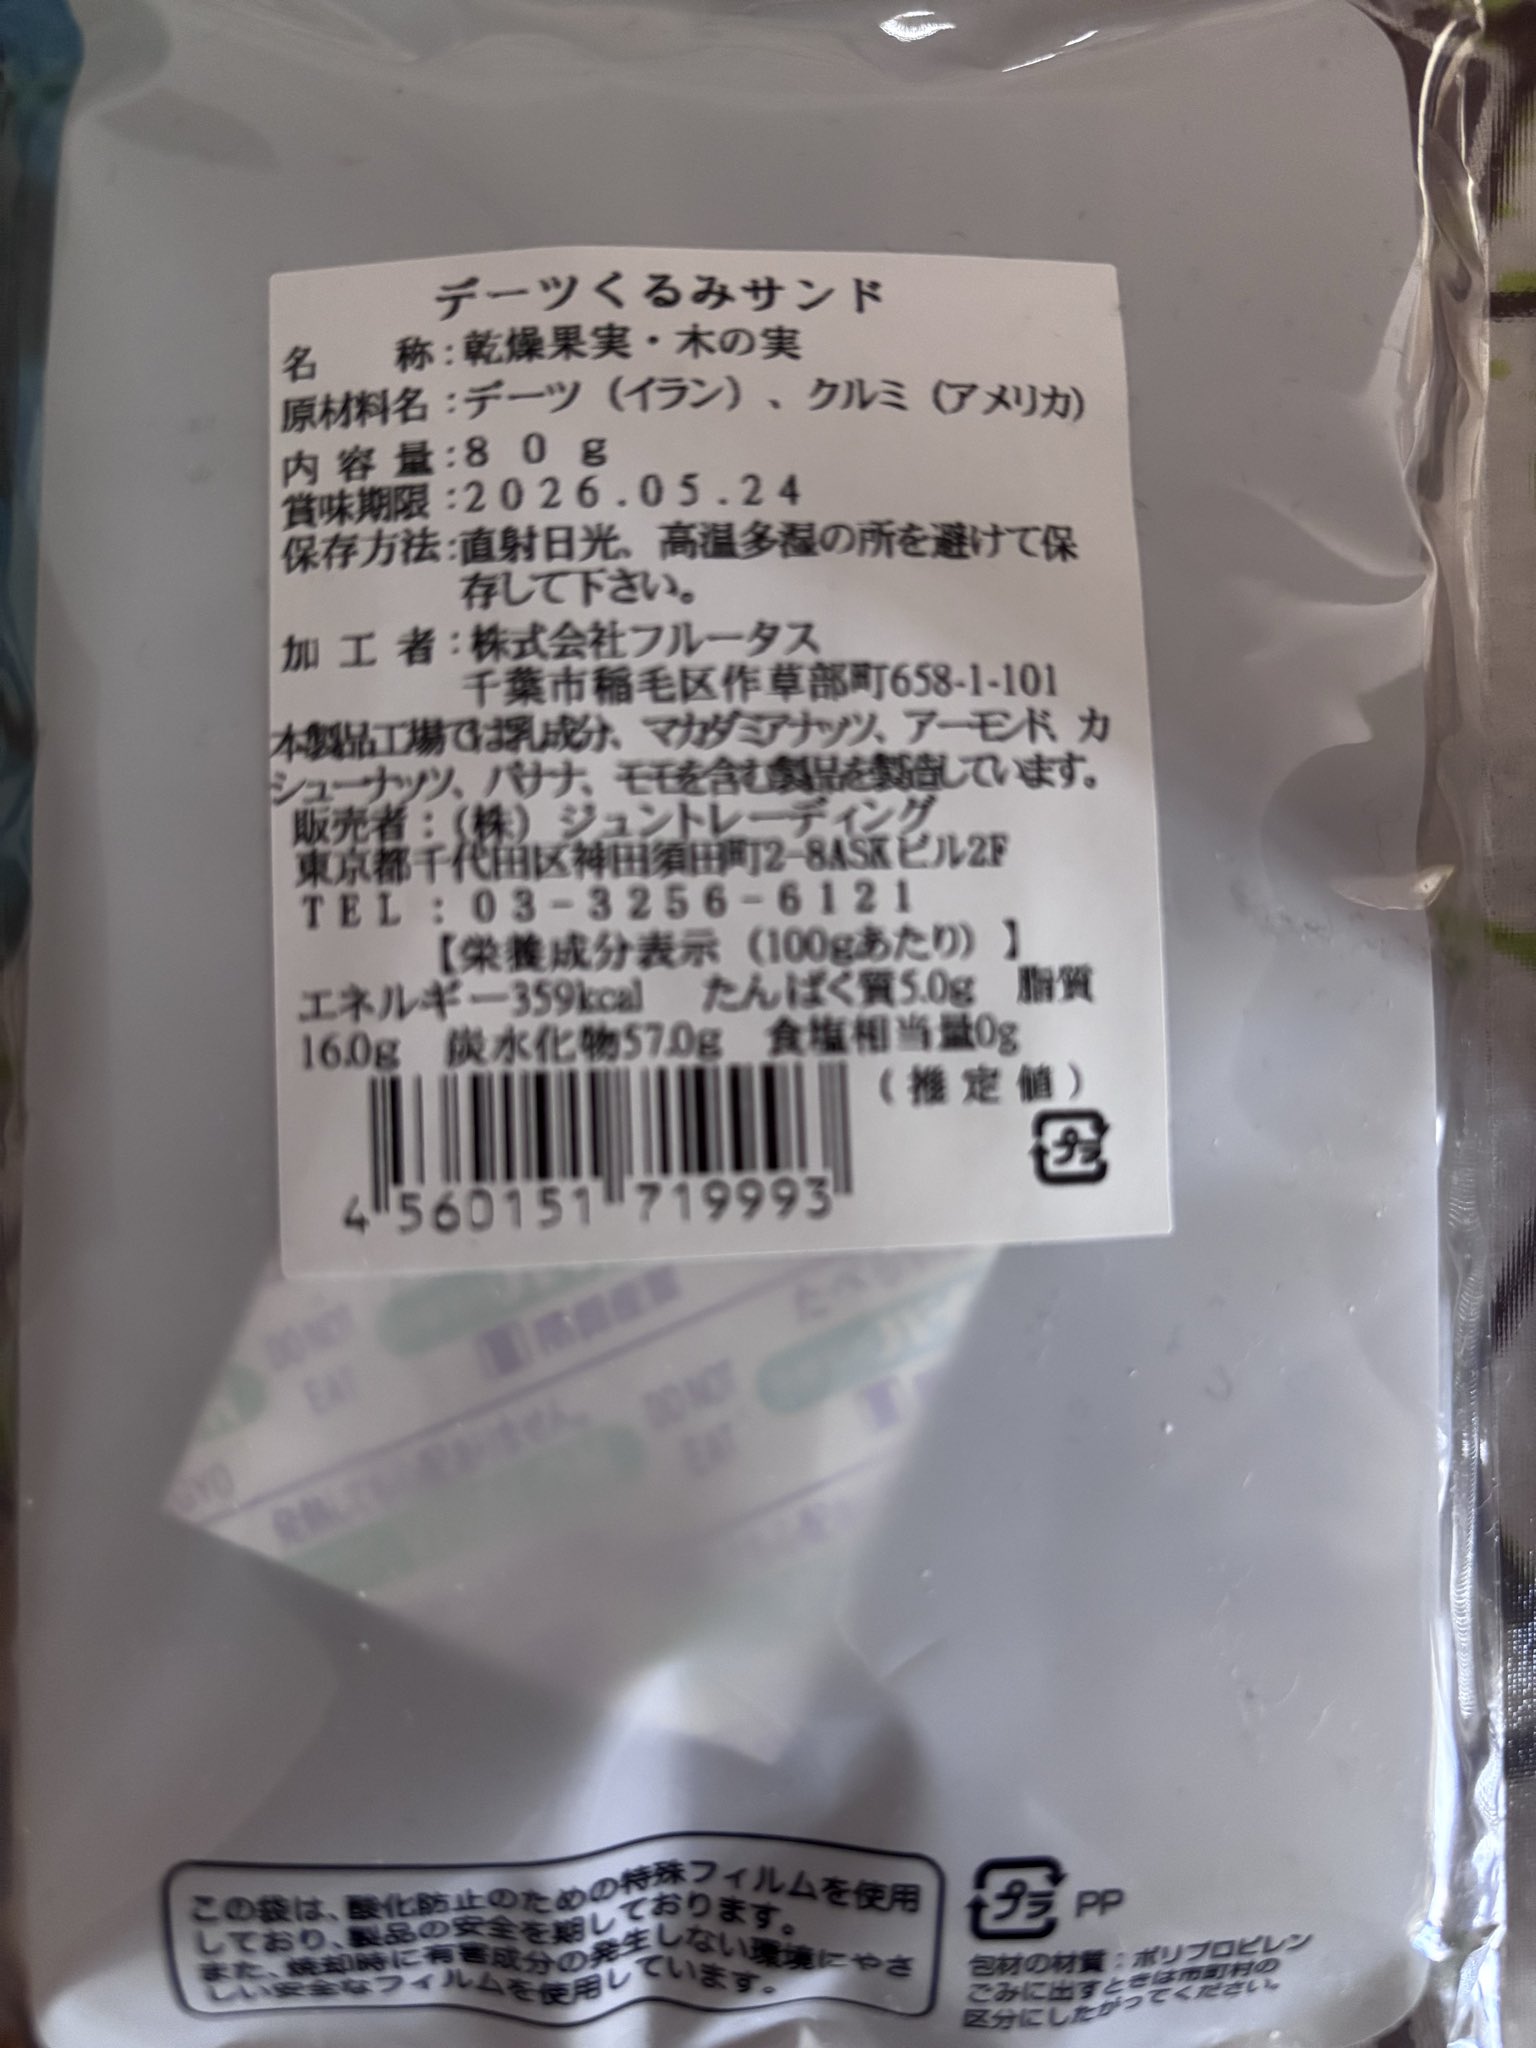 デーツくるみサンド
名　　称：乾燥果実・木の実
原材料名：デーツ（イラン）、クルミ（アメリカ）
内容量：80g
賞味期限：2026.05.24
保存方法：直射日光、高温多湿の所を避けて保
存して下さい。
加工者：株式会社フルータス
千葉市稲毛区作草部町658-1-101
本製品工場では乳成分、マカダミアナッツ、アーモンド、カ
シューナッツ、バナナ、モモを含む製品を製造しています。
販売者：（株）ジュントレーディング
東京都千代田区神田須田町2-8ASKビル2F
TEL：03-3256-6121
【栄養成分表示（100gあたり）】
エネルギー359kcal　たんぱく質5.0g　脂質
16.0g　炭水化物57.0g　食塩相当量0g
（推定値）
プラ
4 560151 719993
この袋は、酸化防止のための特殊フィルムを使用
しており、製品の安全を期しております。
また、焼却時に有害成分の発生しない環境にやさ
しい安全なフィルムを使用しています。
プラ PP
包材の材質：ポリプロピレン
ごみに出すときは市町村の
区分にしたがってください。